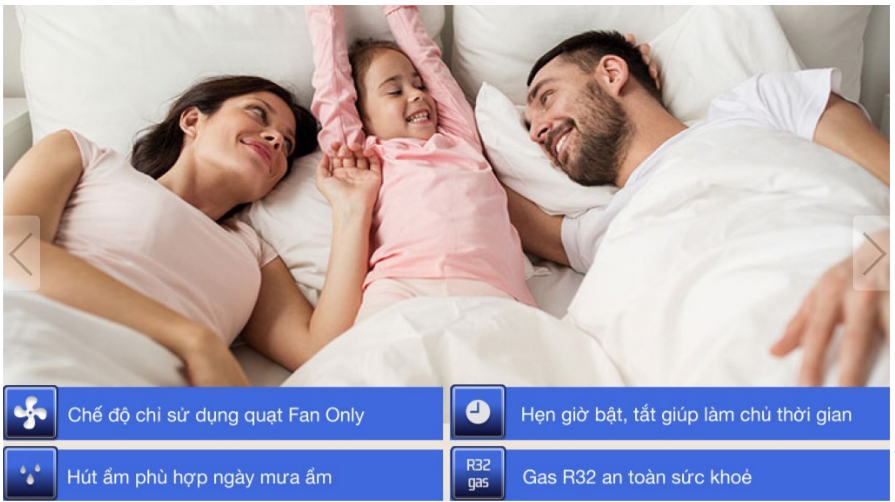 Chế độ chỉ sử dụng quạt Fan Only
Hẹn giờ bật, tắt giúp làm chủ thời gian
Hút ẩm phù hợp ngày mưa ẩm
R32
gas
Gas R32 an toàn sức khoẻ